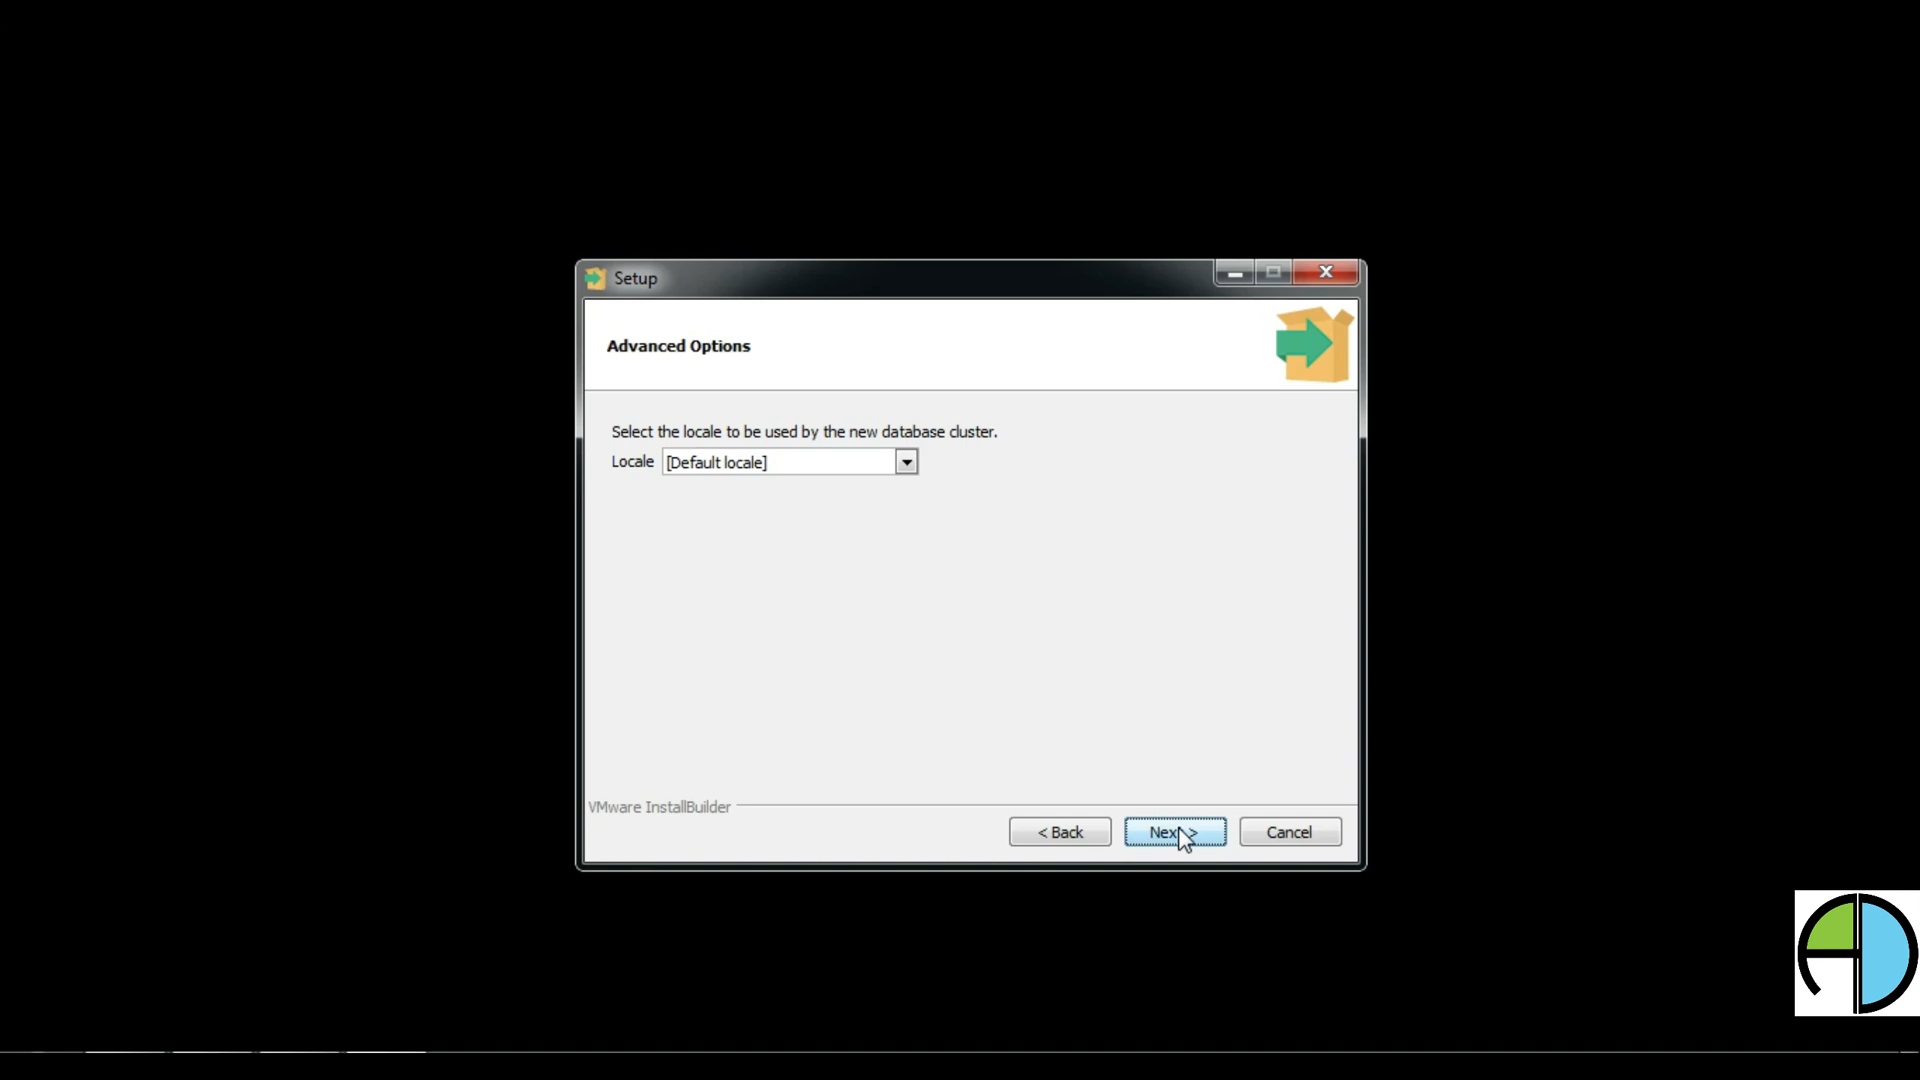 Setup
Advanced Options
Select the locale to be used by the new database cluster.
Locale [Default locale]
VMware InstallBuilder
< Back Next > Cancel